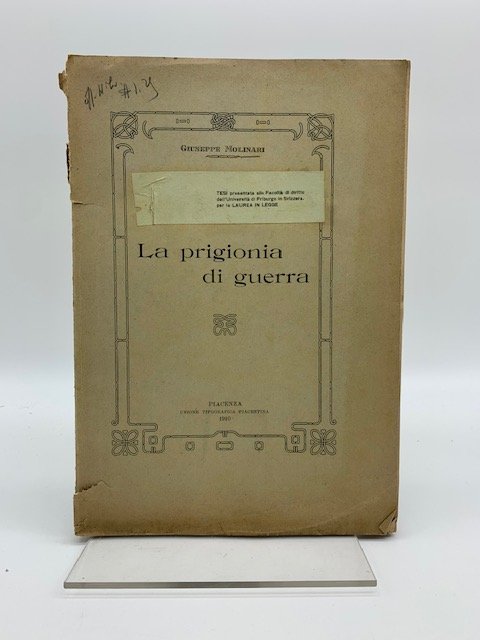 GIUSEPPE MOLINARI
TESI presentata alla Facoltà di diritto
dell'Università di Friburgo in Svizzera,
per la LAUREA IN LEGGE
La prigionia
di guerra
PIACENZA
UNIONE TIPOGRAFICA PIACENTINA
1910